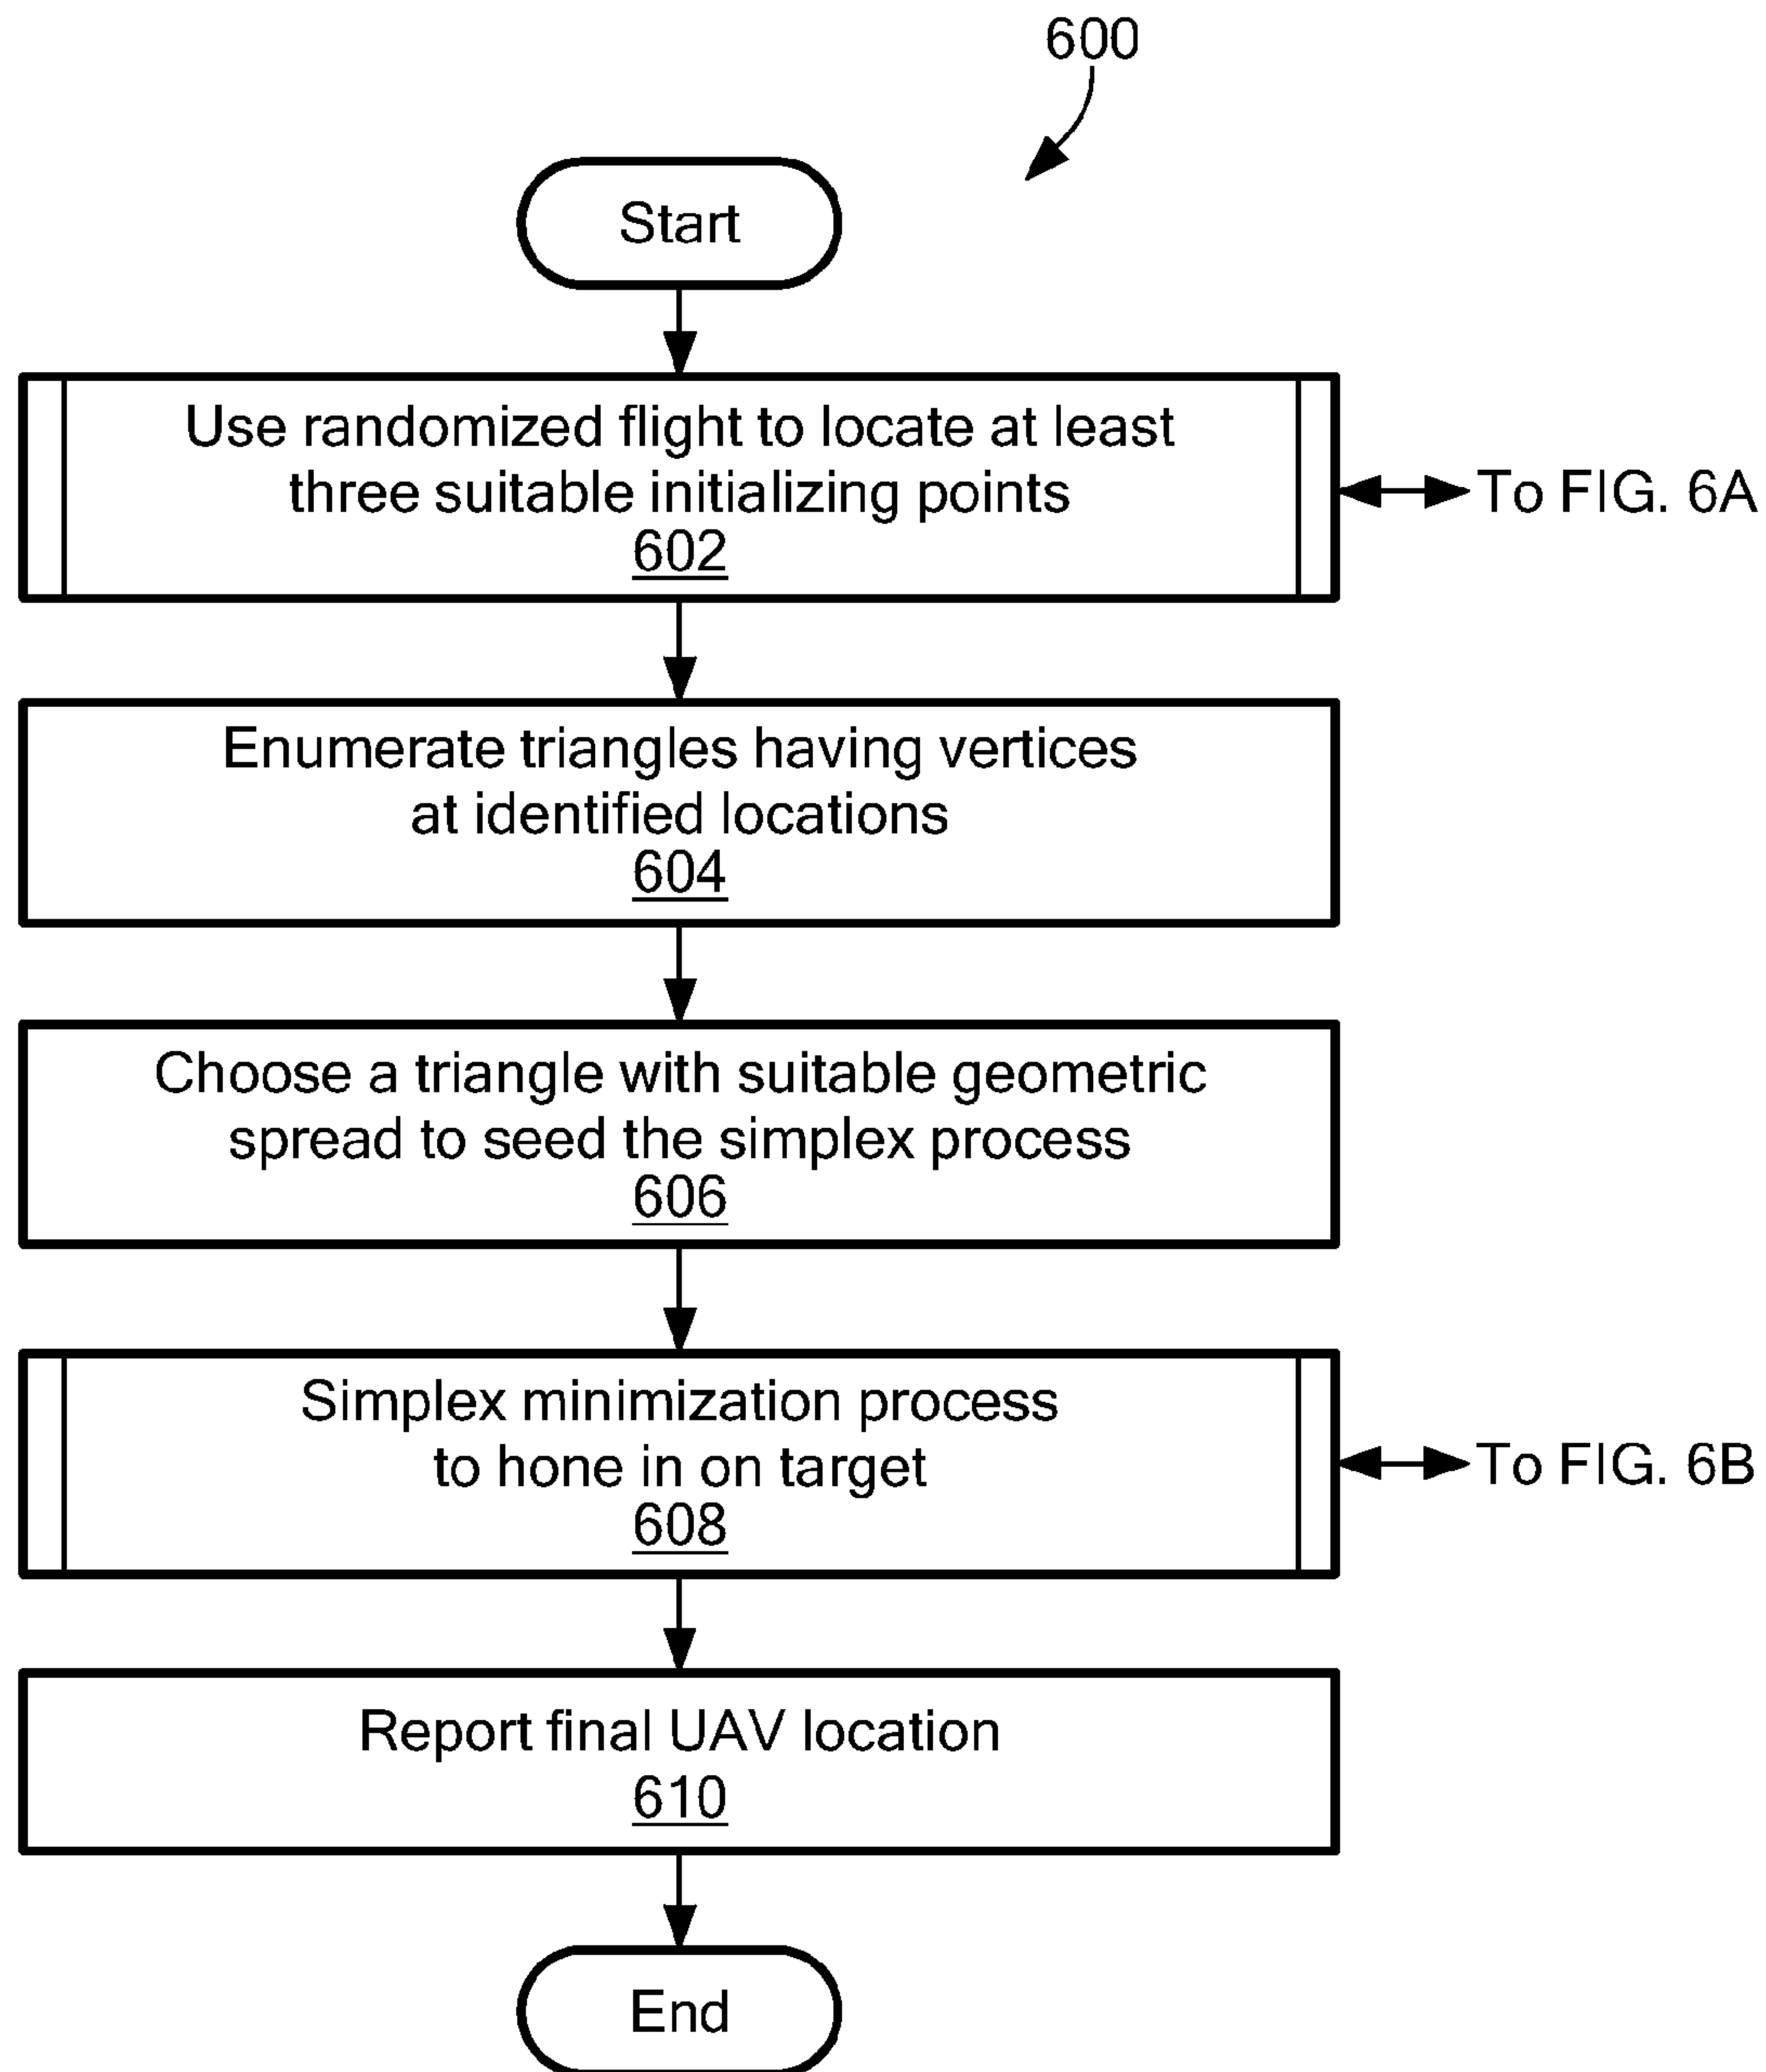 600
Start
Use randomized flight to locate at least
three suitable initializing points
602
To FIG. 6A
Enumerate triangles having vertices
at identified locations
604
Choose a triangle with suitable geometric
spread to seed the simplex process
606
Simplex minimization process
to hone in on target
608
To FIG. 6B
Report final UAV location
610
End